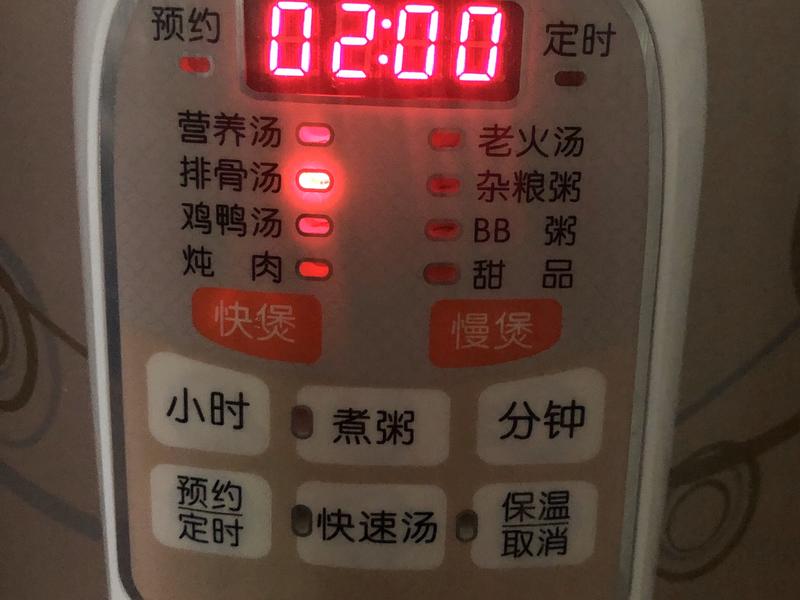 预约
02:00
定时
营养汤
老火汤
排骨汤
杂粮粥
鸡鸭汤
BB 粥
炖 肉
甜 品
快煲
慢煲
小时
煮粥
分钟
预约
定时
快速汤
保温
取消